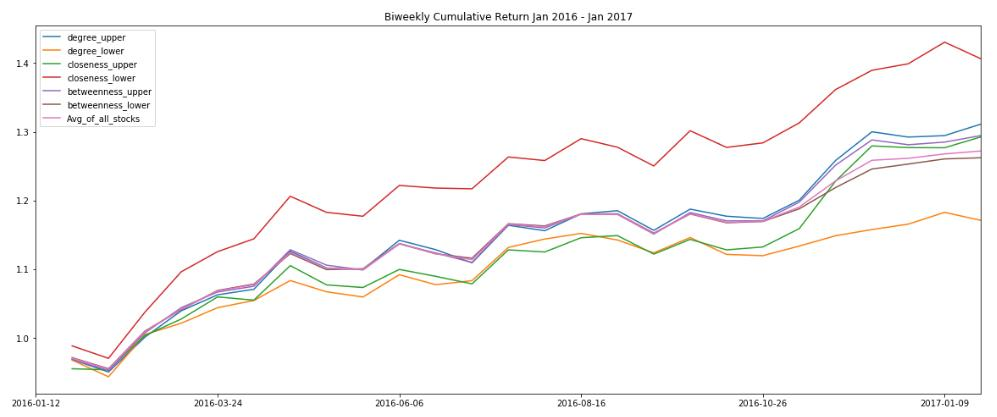 Biweekly Cumulative Return Jan 2016 - Jan 2017
degree_upper
degree_lower
closeness_upper
closeness_lower
betweenness_upper
betweenness_lower
Avg_of_all_stocks
1.4
1.3
1.2
1.1
1.0
2016-01-12 2016-03-24 2016-06-06 2016-08-16 2016-10-26 2017-01-09